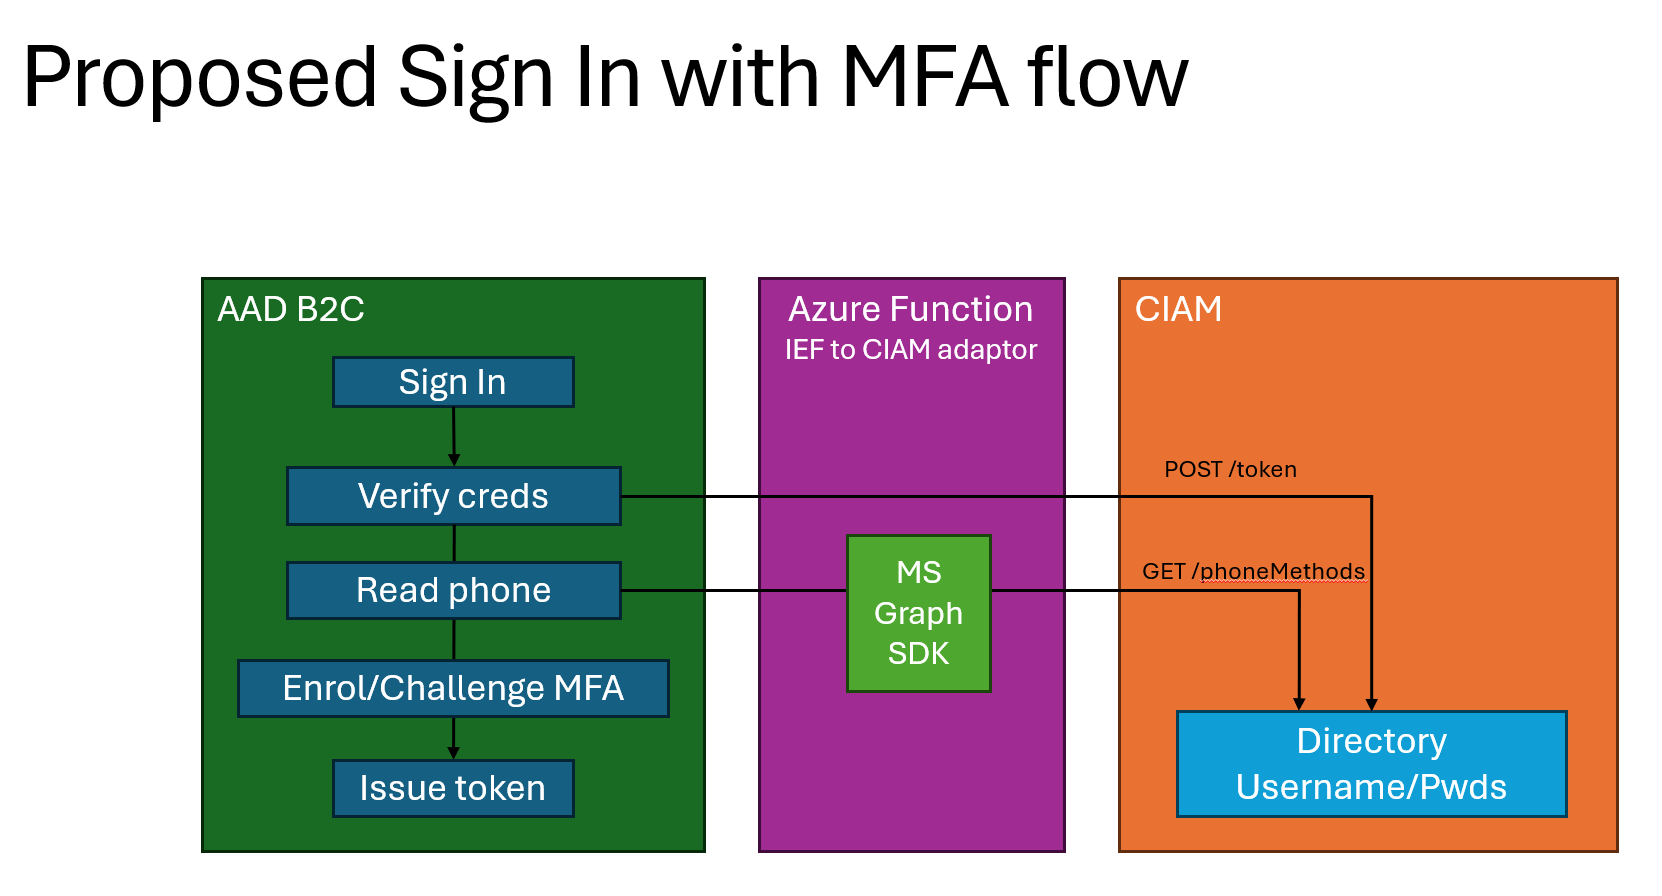 Proposed Sign In with MFA flow
AAD B2C
Sign In
Verify creds
Read phone
Enrol/Challenge MFA
Issue token
Azure Function
IEF to CIAM adaptor
MS
Graph
SDK
CIAM
POST /token
GET /phoneMethods
Directory
Username/Pwds